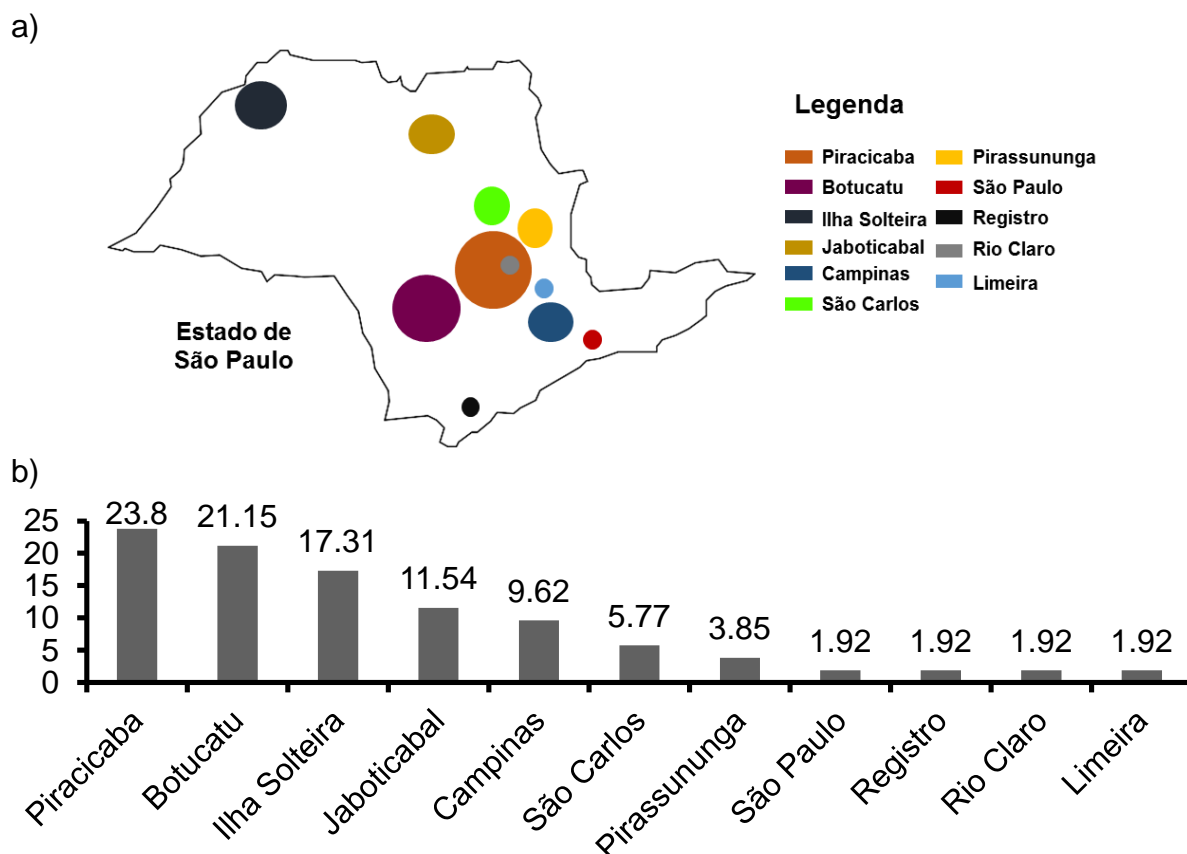 a)
Legenda
Piracicaba
Pirassununga
Botucatu
São Paulo
Ilha Solteira
Registro
Jaboticabal
Rio Claro
Campinas
Limeira
São Carlos
Estado de
São Paulo
b)
25
20
15
10
5
0
23.8
21.15
17.31
11.54
9.62
5.77
3.85
1.92
1.92
1.92
1.92
Piracicaba
Botucatu
Ilha Solteira
Jaboticabal
Campinas
São Carlos
Pirassununga
São Paulo
Registro
Rio Claro
Limeira